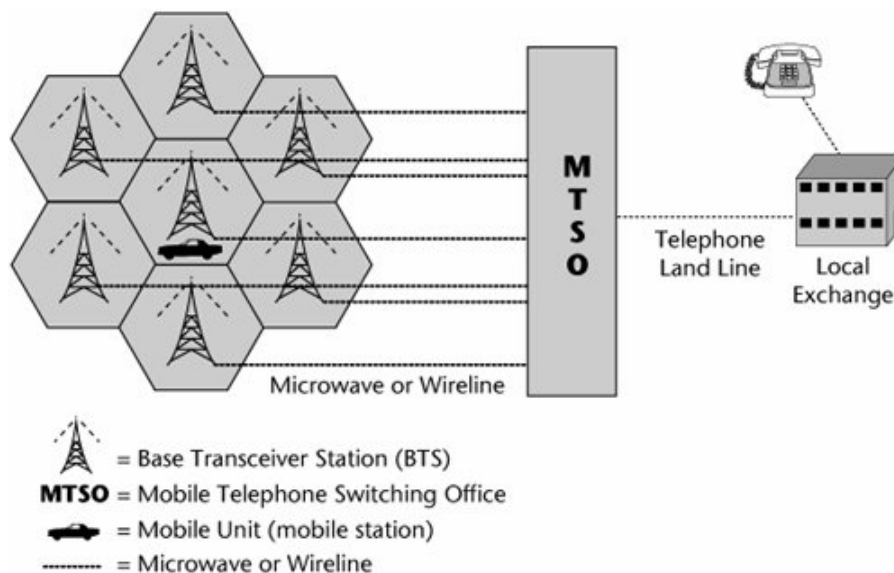 MTSO
Telephone
Land Line
Local
Exchange
Microwave or Wireline
= Base Transceiver Station (BTS)
MTSO = Mobile Telephone Switching Office
= Mobile Unit (mobile station)
= Microwave or Wireline